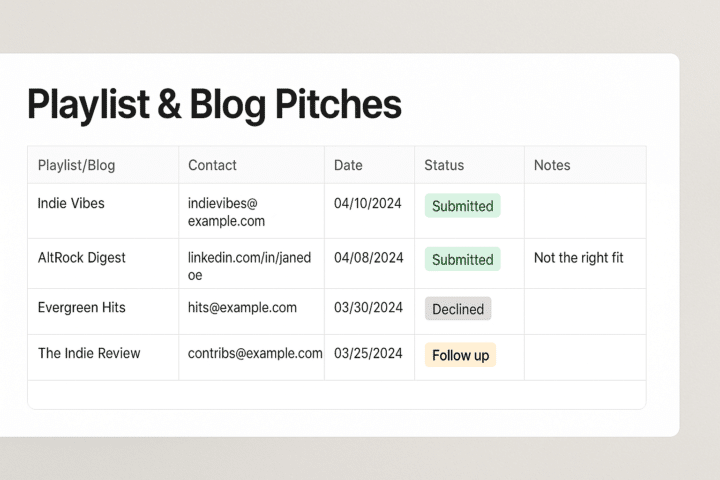 Playlist & Blog Pitches
Playlist/Blog Contact Date Status Notes
Indie Vibes indievibes@ 04/10/2024 Submitted
example.com
AltRock Digest linkedin.com/in/janed 04/08/2024 Submitted Not the right fit
oe
Evergreen Hits hits@example.com 03/30/2024 Declined
The Indie Review contribs@example.com 03/25/2024 Follow up